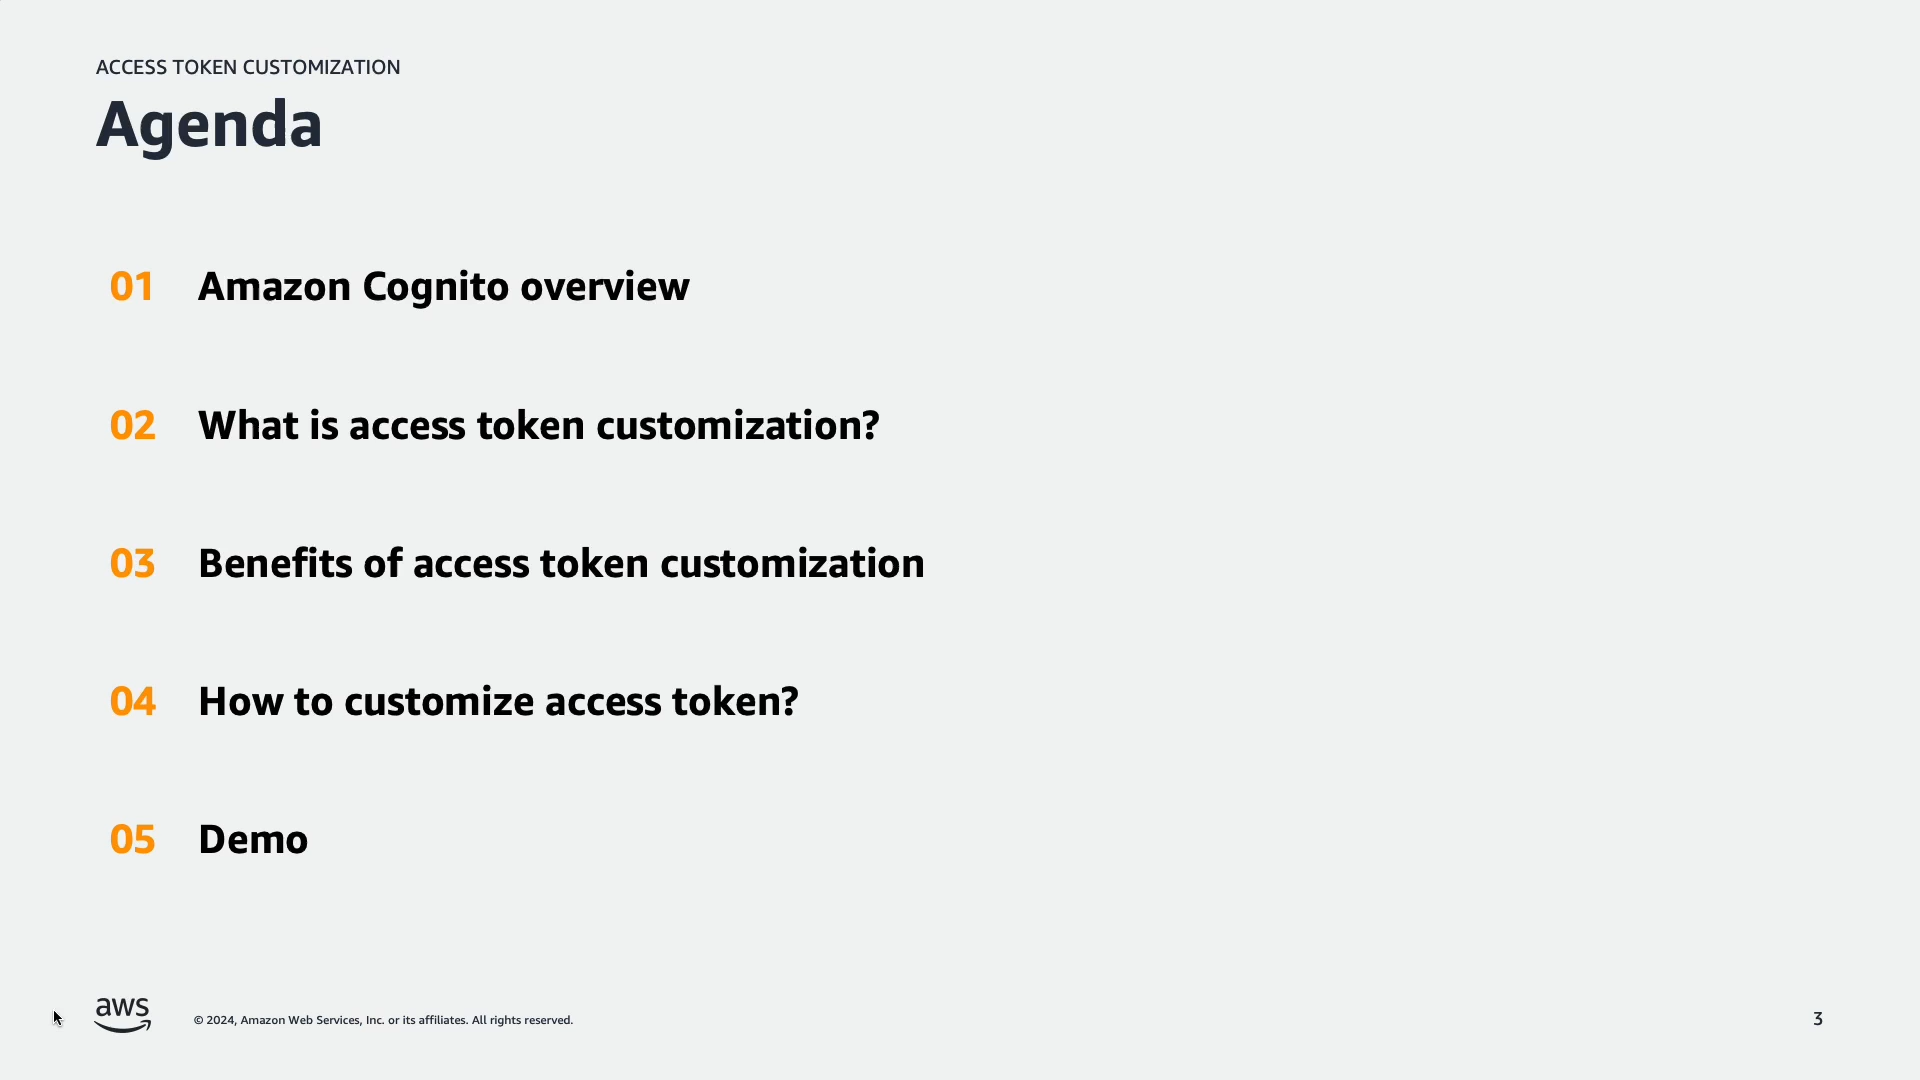 ACCESS TOKEN CUSTOMIZATION
Agenda
01 Amazon Cognito overview
02 What is access token customization?
03 Benefits of access token customization
04 How to customize access token?
05 Demo
aws
© 2024, Amazon Web Services, Inc. or its affiliates. All rights reserved.
3